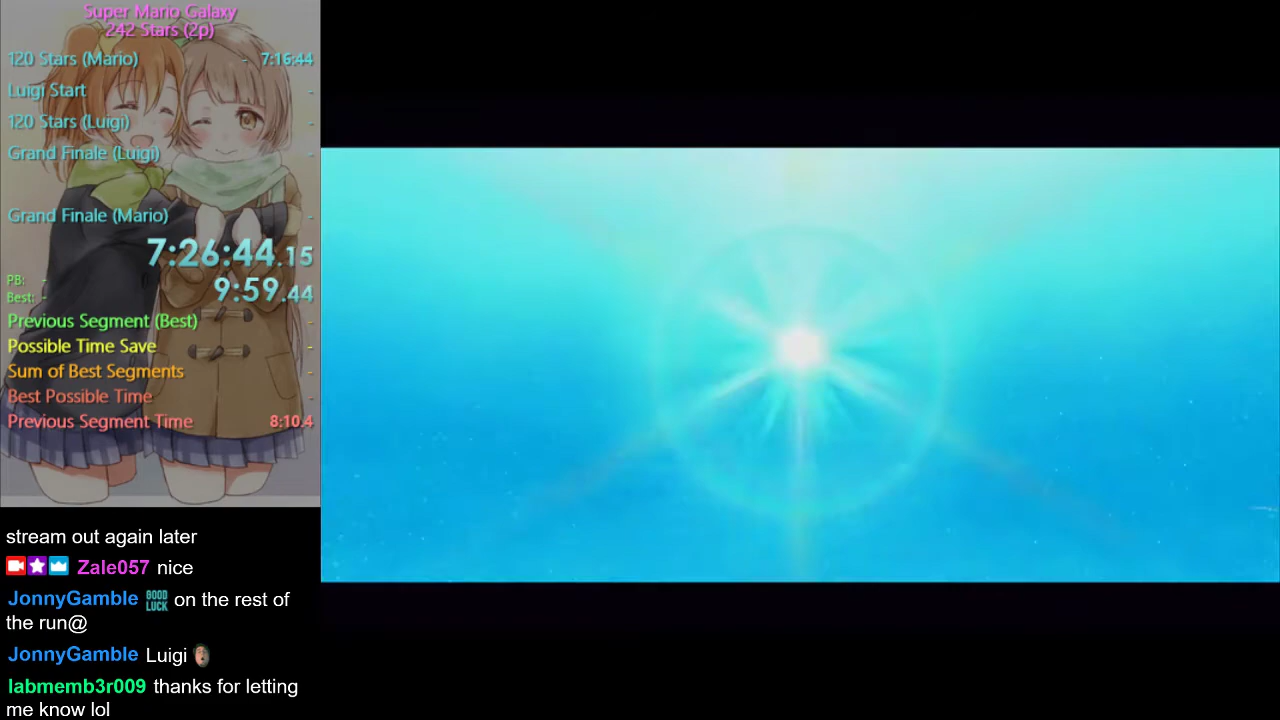 Super Mario Galaxy
242 Stars (2p)
120 Stars (Mario) - 7:16:44
Luigi Start -
120 Stars (Luigi) -
Grand Finale (Luigi) -
Grand Finale (Mario) -
7:26:44.15
PB: -
9:59.44
Best: -
Previous Segment (Best) -
Possible Time Save -
Sum of Best Segments -
Best Possible Time -
Previous Segment Time 8:10.4
stream out again later
Zale057 nice
JonnyGamble GOOD LUCK on the rest of
the run@
JonnyGamble Luigi
labmemb3r009 thanks for letting
me know lol